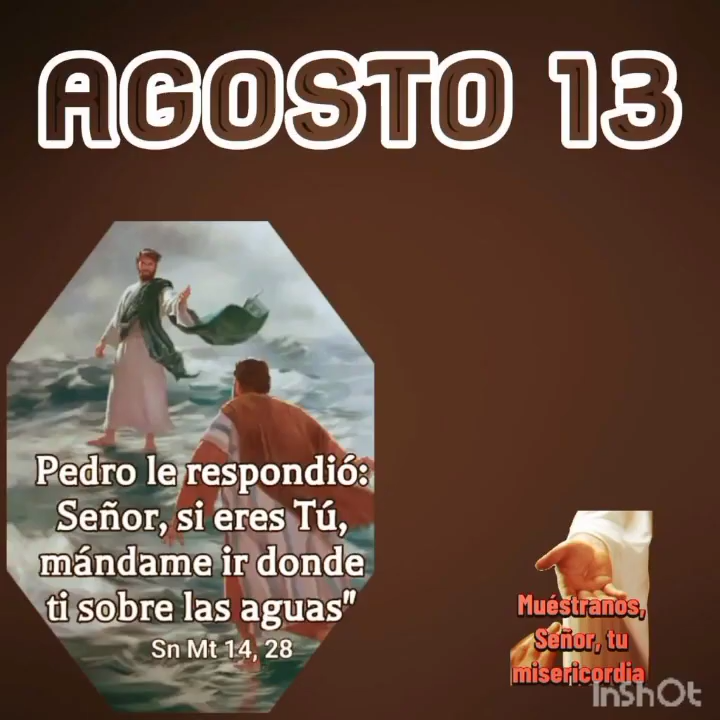 AGOSTO 13
Pedro le respondió:
Señor, si eres Tú,
mándame ir donde
ti sobre las aguas"
Sn Mt 14, 28
Muéstranos,
Señor, tu
misericordia
InShOt